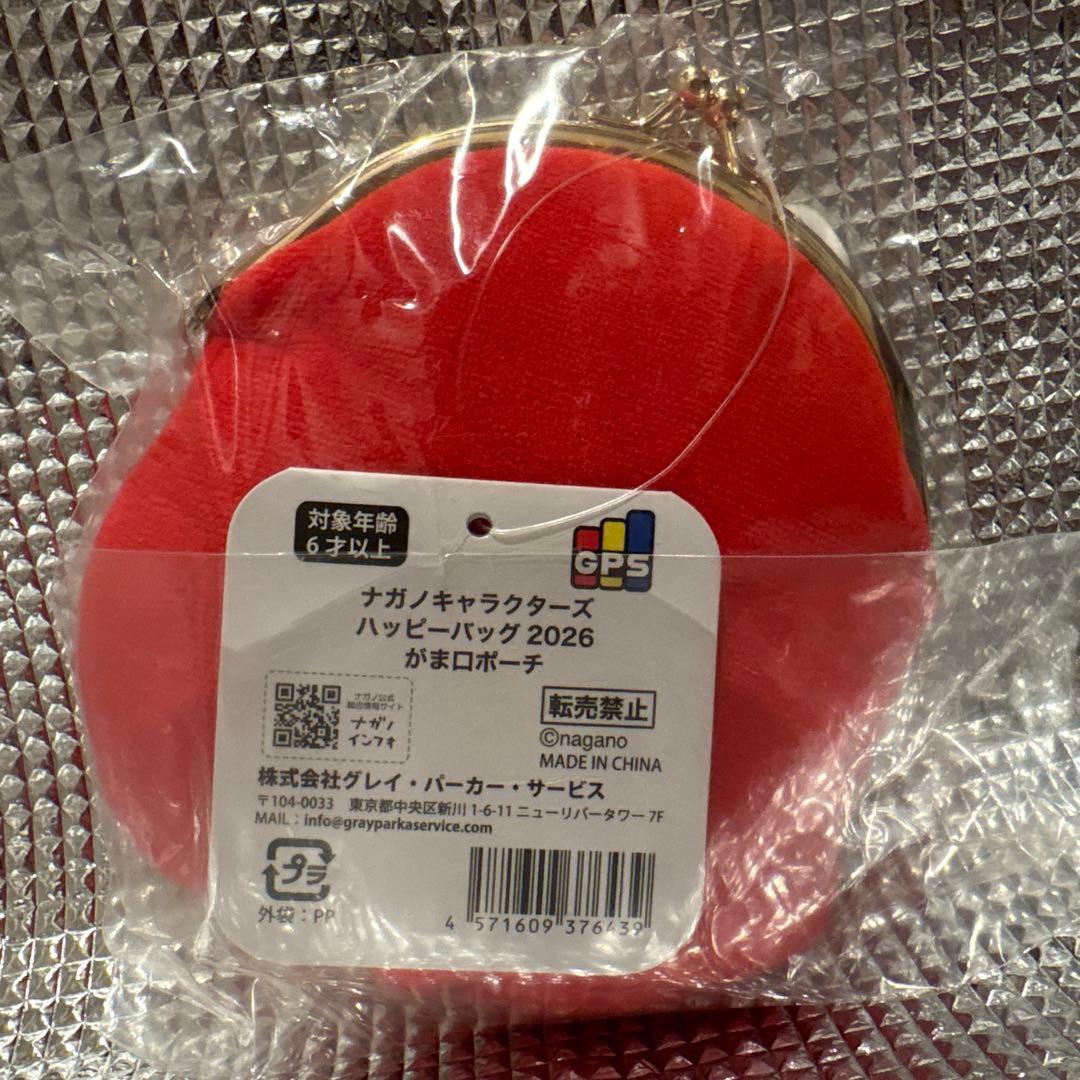 対象年齢
6才以上
GPS
ナガノキャラクターズ
ハッピーバッグ 2026
がま口ポーチ
ナガノ公式
総合情報サイト
ナガノ
インフォ
転売禁止
©nagano
MADE IN CHINA
株式会社グレイ・パーカー・サービス
〒104-0033 東京都中央区新川 1-6-11 ニューリバータワー 7F
MAIL：info@grayparkaservice.com
プラ
外袋：PP
4 571609 376439